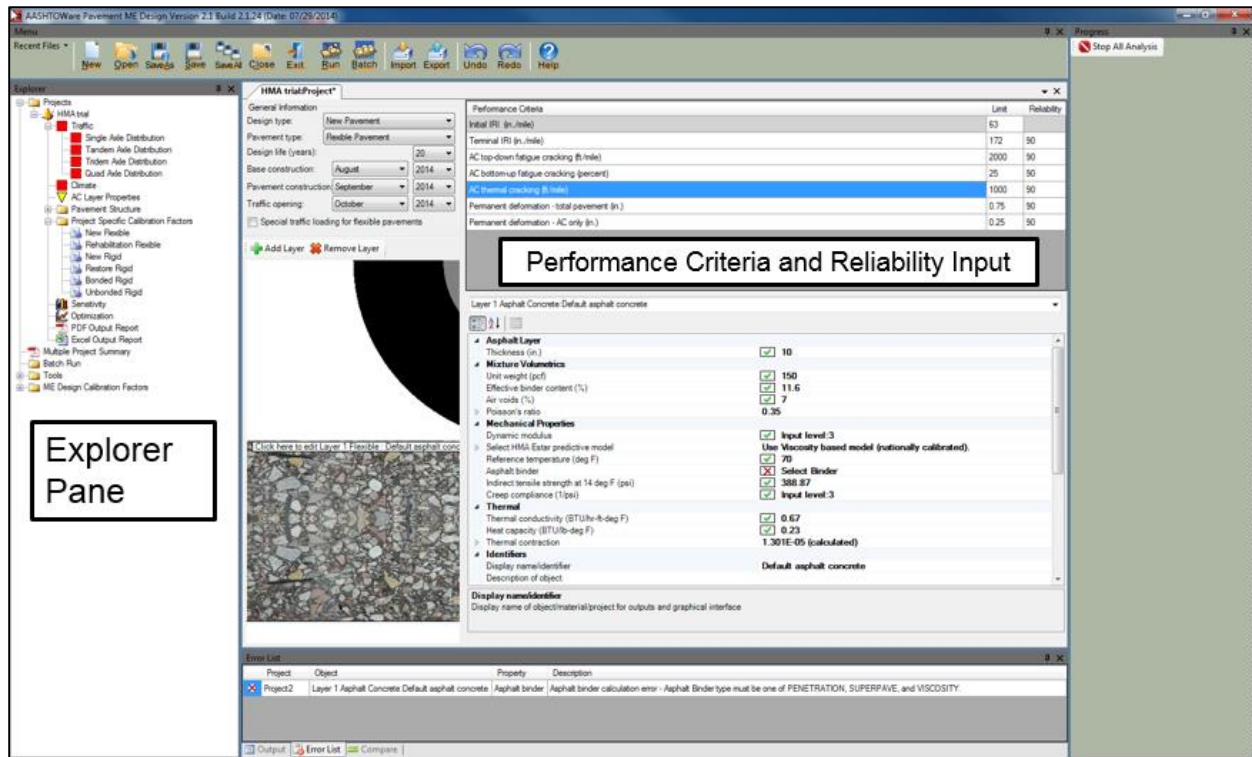 AASHTOWare Pavement ME Design Version 2.1 Build 2.1.24 (Date: 07/29/2014)
Menu
Recent Files
New Open SaveAs Save SaveAll Close Exit Run Batch Import Export Undo Redo Help
Progress
Stop All Analysis
Explorer
Projects
HMA trial
Traffic
Single Axle Distribution
Tandem Axle Distribution
Tridem Axle Distribution
Quad Axle Distribution
Climate
AC Layer Properties
Pavement Structure
Project Specific Calibration Factors
New Flexible
Rehabilitation Flexible
New Rigid
Restore Rigid
Bonded Rigid
Unbonded Rigid
Sensitivity
Optimization
PDF Output Report
Excel Output Report
Multiple Project Summary
Batch Run
Tools
ME Design Calibration Factors
Explorer
Pane
HMA trial:Project*
General Information
Design type: New Pavement
Pavement type: Flexible Pavement
Design life (years): 20
Base construction: August 2014
Pavement construction: September 2014
Traffic opening: October 2014
Special traffic loading for flexible pavements
Add Layer Remove Layer
Click here to edit Layer 1 Flexible : Default asphalt conc
Performance Criteria Limit Reliability
Initial IRI (in./mile) 63
Terminal IRI (in./mile) 172 90
AC top-down fatigue cracking (ft/mile) 2000 90
AC bottom-up fatigue cracking (percent) 25 90
AC thermal cracking (ft/mile) 1000 90
Permanent deformation - total pavement (in.) 0.75 90
Permanent deformation - AC only (in.) 0.25 90
Performance Criteria and Reliability Input
Layer 1 Asphalt Concrete:Default asphalt concrete
Asphalt Layer
Thickness (in.) 10
Mixture Volumetrics
Unit weight (pcf) 150
Effective binder content (%) 11.6
Air voids (%) 7
Poisson's ratio 0.35
Mechanical Properties
Dynamic modulus Input level:3
Select HMA Estar predictive model Use Viscosity based model (nationally calibrated).
Reference temperature (deg F) 70
Asphalt binder Select Binder
Indirect tensile strength at 14 deg F (psi) 388.87
Creep compliance (1/psi) Input level:3
Thermal
Thermal conductivity (BTU/hr-ft-deg F) 0.67
Heat capacity (BTU/lb-deg F) 0.23
Thermal contraction 1.301E-05 (calculated)
Identifiers
Display name/identifier Default asphalt concrete
Description of object
Display name/identifier
Display name of object/material/project for outputs and graphical interface
Error List
Project Object Property Description
Project2 Layer 1 Asphalt Concrete:Default asphalt concrete Asphalt binder Asphalt binder calculation error - Asphalt Binder type must be one of PENETRATION, SUPERPAVE, and VISCOSITY.
Output Error List Compare